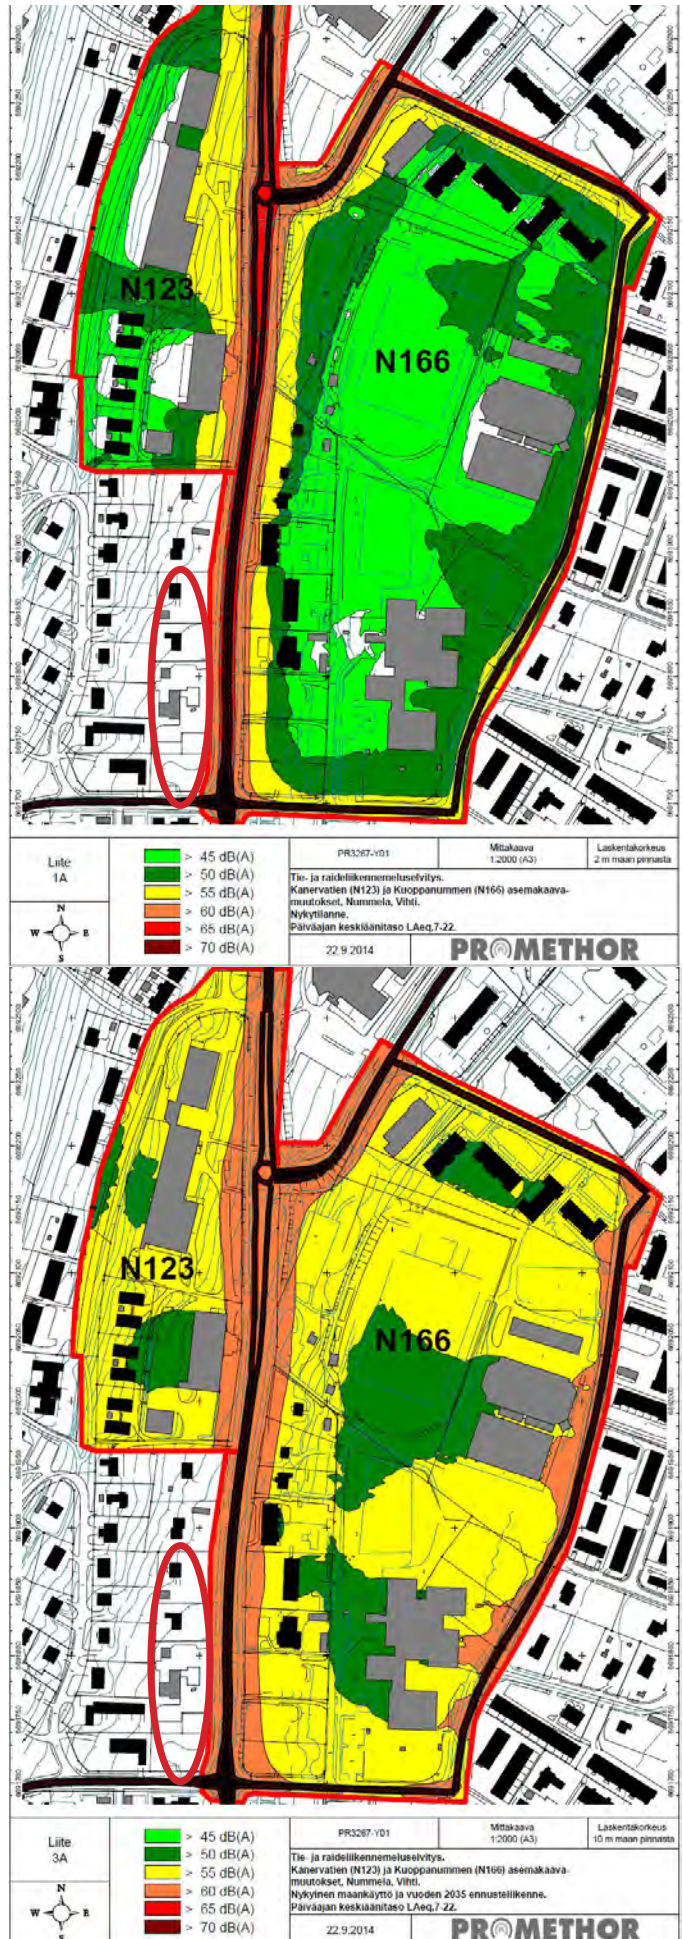 N123
N166
Liite
1A
N
W
E
S
> 45 dB(A)
> 50 dB(A)
> 55 dB(A)
> 60 dB(A)
> 65 dB(A)
> 70 dB(A)
PR3267-Y01
Mittakaava
1:2000 (A3)
Laskentakorkeus
2 m maan pinnasta
Tie- ja raideliikennemeluselvitys.
Kanervatien (N123) ja Kuoppanummen (N166) asemakaava-
muutokset, Nummela, Vihti.
Nykytilanne.
Päiväajan keskiäänitaso LAeq,7-22.
22.9.2014
PROMETHOR
N123
N166
Liite
3A
N
W
E
S
> 45 dB(A)
> 50 dB(A)
> 55 dB(A)
> 60 dB(A)
> 65 dB(A)
> 70 dB(A)
PR3267-Y01
Mittakaava
1:2000 (A3)
Laskentakorkeus
10 m maan pinnasta
Tie- ja raideliikennemeluselvitys.
Kanervatien (N123) ja Kuoppanummen (N166) asemakaava-
muutokset, Nummela, Vihti.
Nykyinen maankäyttö ja vuoden 2035 ennusteliikenne.
Päiväajan keskiäänitaso LAeq,7-22.
22.9.2014
PROMETHOR